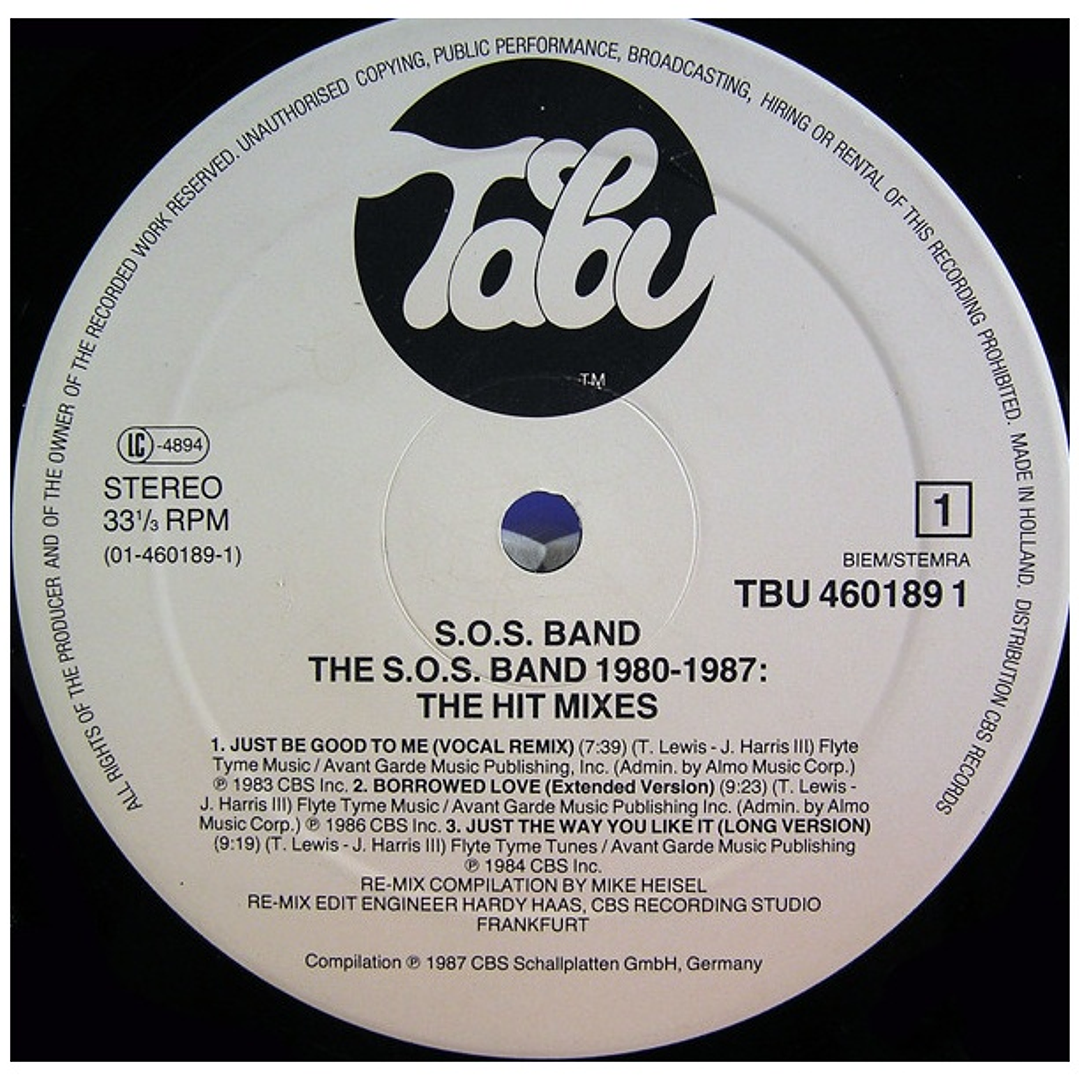 ALL RIGHTS OF THE PRODUCER AND OF THE OWNER OF THE RECORDED WORK RESERVED. UNAUTHORISED COPYING, PUBLIC PERFORMANCE, BROADCASTING, HIRING OR RENTAL OF THIS RECORDING PROHIBITED. MADE IN HOLLAND. DISTRIBUTION CBS RECORDS
Tabu
TM
LC-4894
STEREO
33 1/3 RPM
(01-460189-1)
1
BIEM/STEMRA
TBU 460189 1
S.O.S. BAND
THE S.O.S. BAND 1980-1987:
THE HIT MIXES
1. JUST BE GOOD TO ME (VOCAL REMIX) (7:39) (T. Lewis - J. Harris III) Flyte
Tyme Music / Avant Garde Music Publishing, Inc. (Admin. by Almo Music Corp.)
℗ 1983 CBS Inc. 2. BORROWED LOVE (Extended Version) (9:23) (T. Lewis -
J. Harris III) Flyte Tyme Music / Avant Garde Music Publishing Inc. (Admin. by Almo
Music Corp.) ℗ 1986 CBS Inc. 3. JUST THE WAY YOU LIKE IT (LONG VERSION)
(9:19) (T. Lewis - J. Harris III) Flyte Tyme Tunes / Avant Garde Music Publishing
℗ 1984 CBS Inc.
RE-MIX COMPILATION BY MIKE HEISEL
RE-MIX EDIT ENGINEER HARDY HAAS, CBS RECORDING STUDIO
FRANKFURT
Compilation ℗ 1987 CBS Schallplatten GmbH, Germany